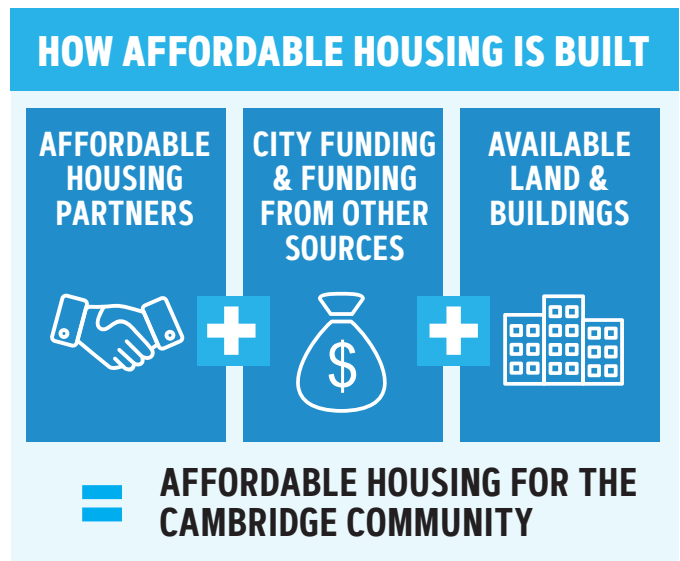 HOW AFFORDABLE HOUSING IS BUILT
AFFORDABLE
HOUSING
PARTNERS
CITY FUNDING
& FUNDING
FROM OTHER
SOURCES
$
AVAILABLE
LAND &
BUILDINGS
+
+
= AFFORDABLE HOUSING FOR THE
CAMBRIDGE COMMUNITY